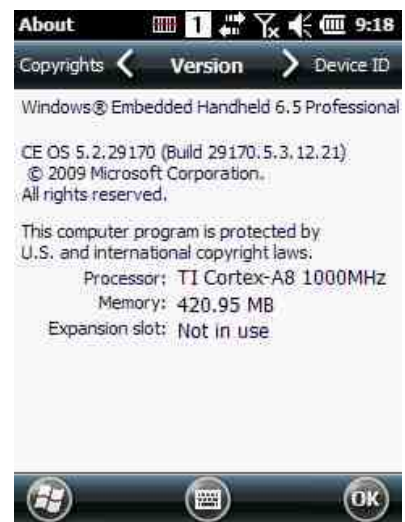 About 1 9:18
Copyrights Version Device ID
Windows® Embedded Handheld 6.5 Professional
CE OS 5.2.29170 (Build 29170.5.3.12.21)
© 2009 Microsoft Corporation.
All rights reserved.
This computer program is protected by
U.S. and international copyright laws.
Processor: TI Cortex-A8 1000MHz
Memory: 420.95 MB
Expansion slot: Not in use
OK